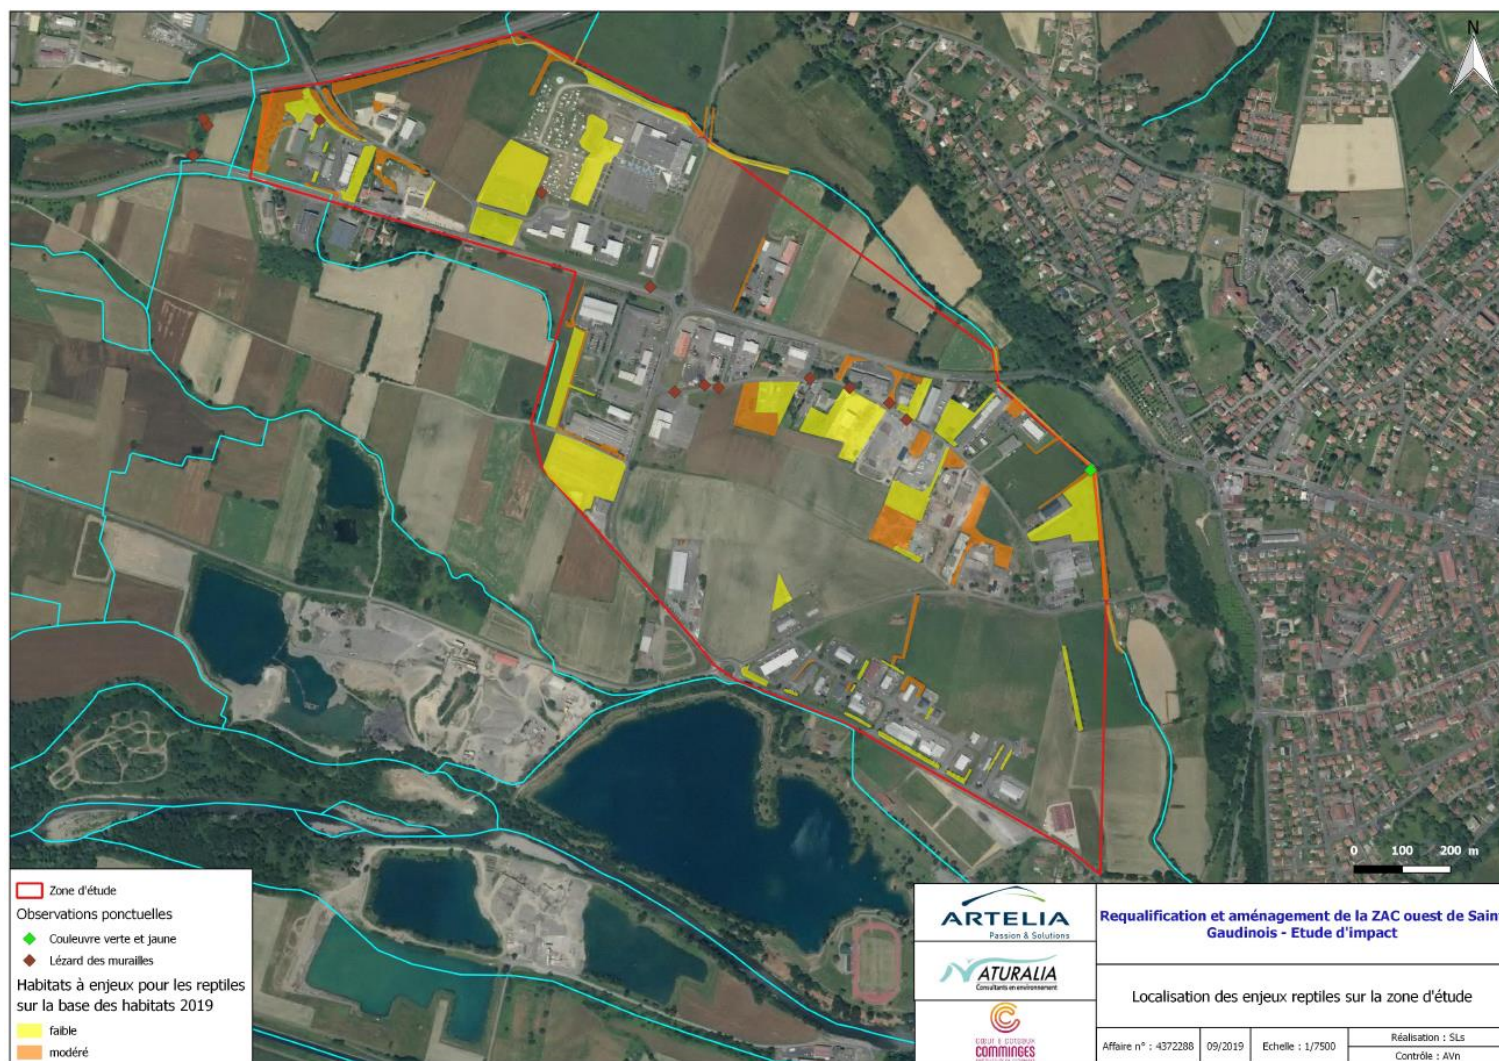 N
0 100 200 m
Zone d'étude
Observations ponctuelles
Couleuvre verte et jaune
Lézard des murailles
Habitats à enjeux pour les reptiles
sur la base des habitats 2019
faible
modéré
ARTELIA
Passion & Solutions
NATURALIA
Consultants en environnement
CŒUR & COTEAUX
COMMINGES
Requalification et aménagement de la ZAC ouest de Sain
Gaudinois - Etude d'impact
Localisation des enjeux reptiles sur la zone d'étude
Affaire n° : 4372288
09/2019
Echelle : 1/7500
Réalisation : SLs
Contrôle : AVn